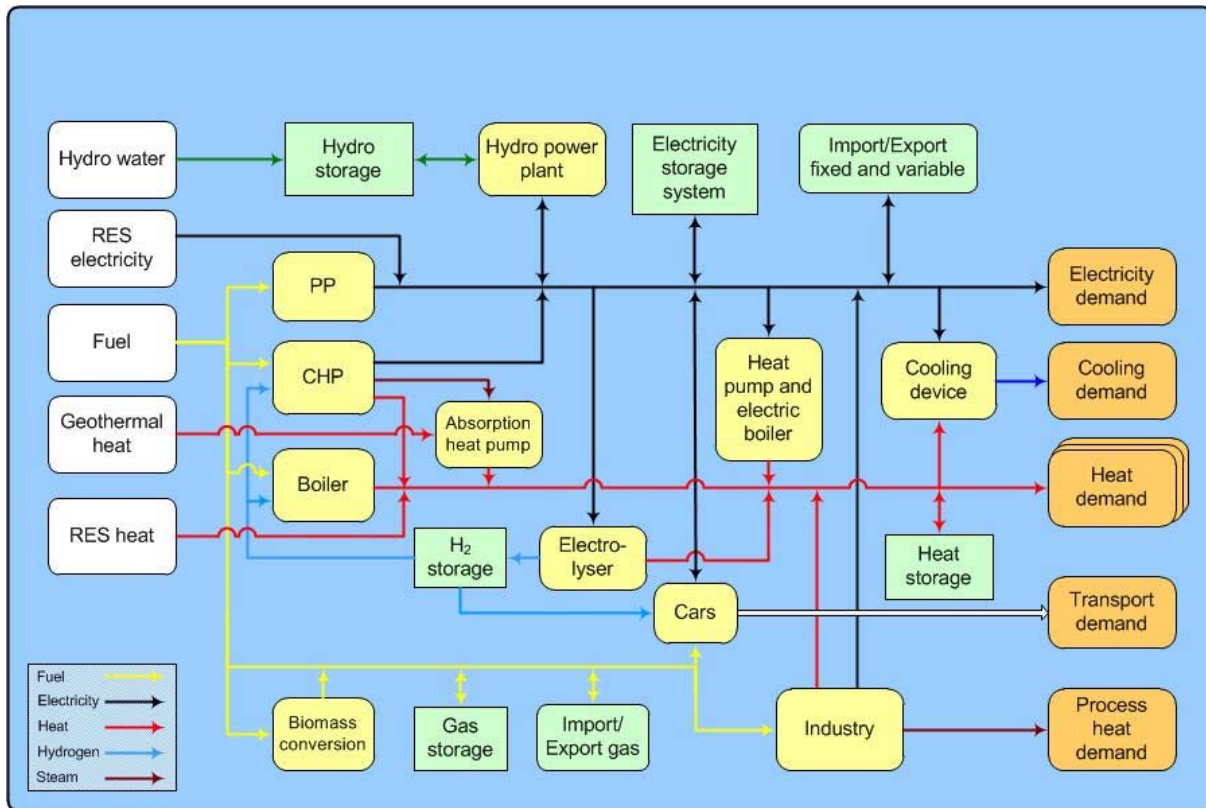 Hydro water
Hydro
storage
Hydro power
plant
Electricity
storage
system
Import/Export
fixed and variable
RES
electricity
PP
Electricity
demand
Fuel
CHP
Heat
pump and
electric
boiler
Cooling
device
Cooling
demand
Geothermal
heat
Absorption
heat pump
Boiler
Heat
demand
RES heat
H2
storage
Electro-
lyser
Heat
storage
Cars
Transport
demand
Fuel
Electricity
Heat
Hydrogen
Steam
Biomass
conversion
Gas
storage
Import/
Export gas
Industry
Process
heat
demand